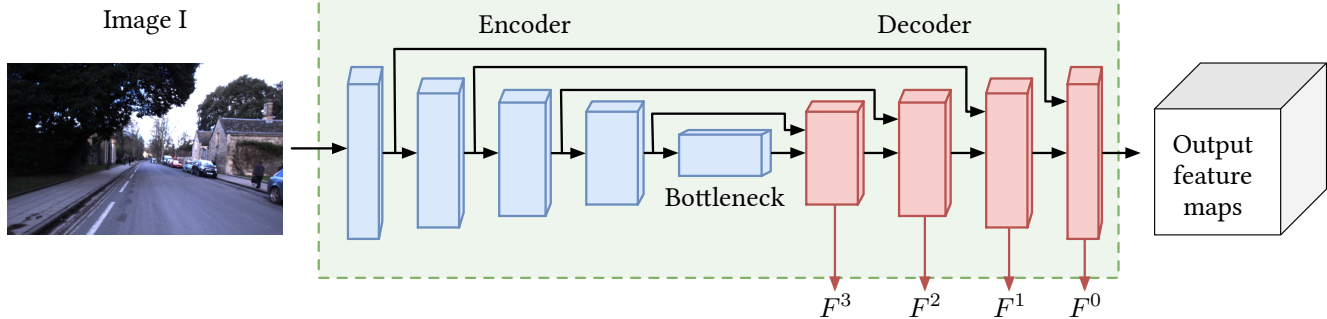 Image I
Encoder
Decoder
Bottleneck
Output
feature
maps
F³ F² F¹ F⁰